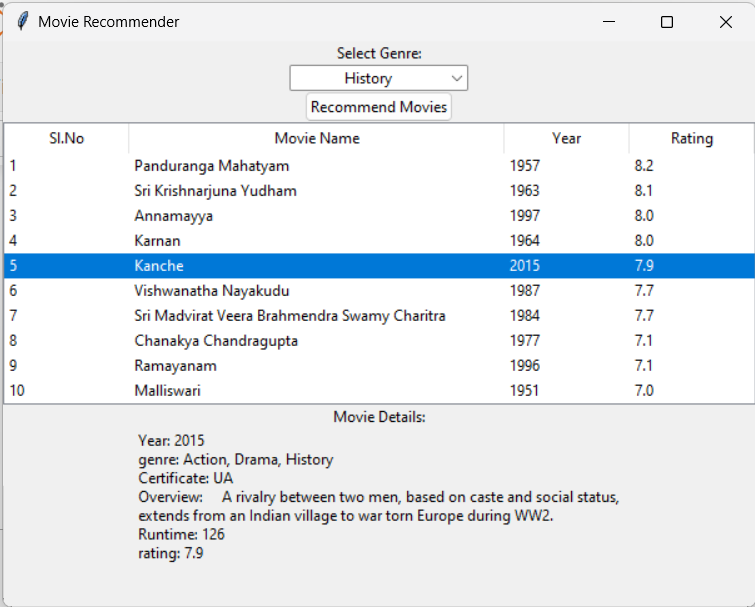 Movie Recommender
Select Genre:
History
Recommend Movies
Sl.No Movie Name Year Rating
1 Panduranga Mahatyam 1957 8.2
2 Sri Krishnarjuna Yudham 1963 8.1
3 Annamayya 1997 8.0
4 Karnan 1964 8.0
5 Kanche 2015 7.9
6 Vishwanatha Nayakudu 1987 7.7
7 Sri Madvirat Veera Brahmendra Swamy Charitra 1984 7.7
8 Chanakya Chandragupta 1977 7.1
9 Ramayanam 1996 7.1
10 Malliswari 1951 7.0
Movie Details:
Year: 2015
genre: Action, Drama, History
Certificate: UA
Overview: A rivalry between two men, based on caste and social status,
extends from an Indian village to war torn Europe during WW2.
Runtime: 126
rating: 7.9